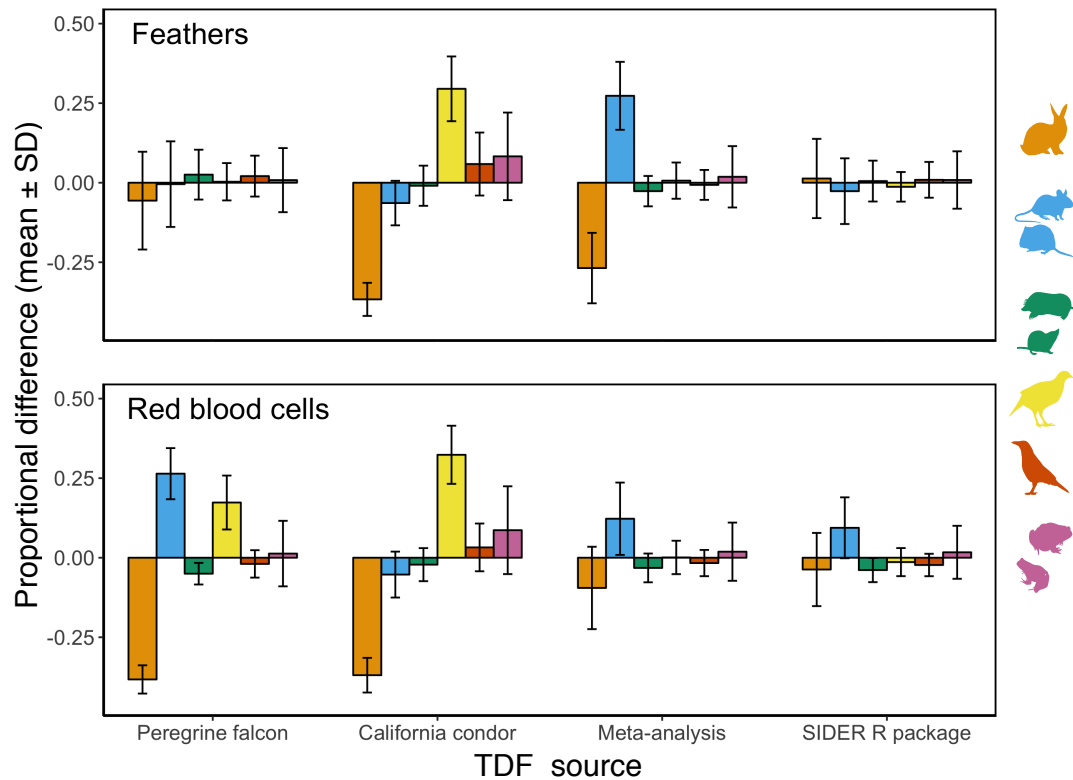 Proportional difference (mean ± SD)
Feathers
0.50
0.25
0.00
-0.25
Red blood cells
0.50
0.25
0.00
-0.25
Peregrine falcon California condor Meta-analysis SIDER R package
TDF source